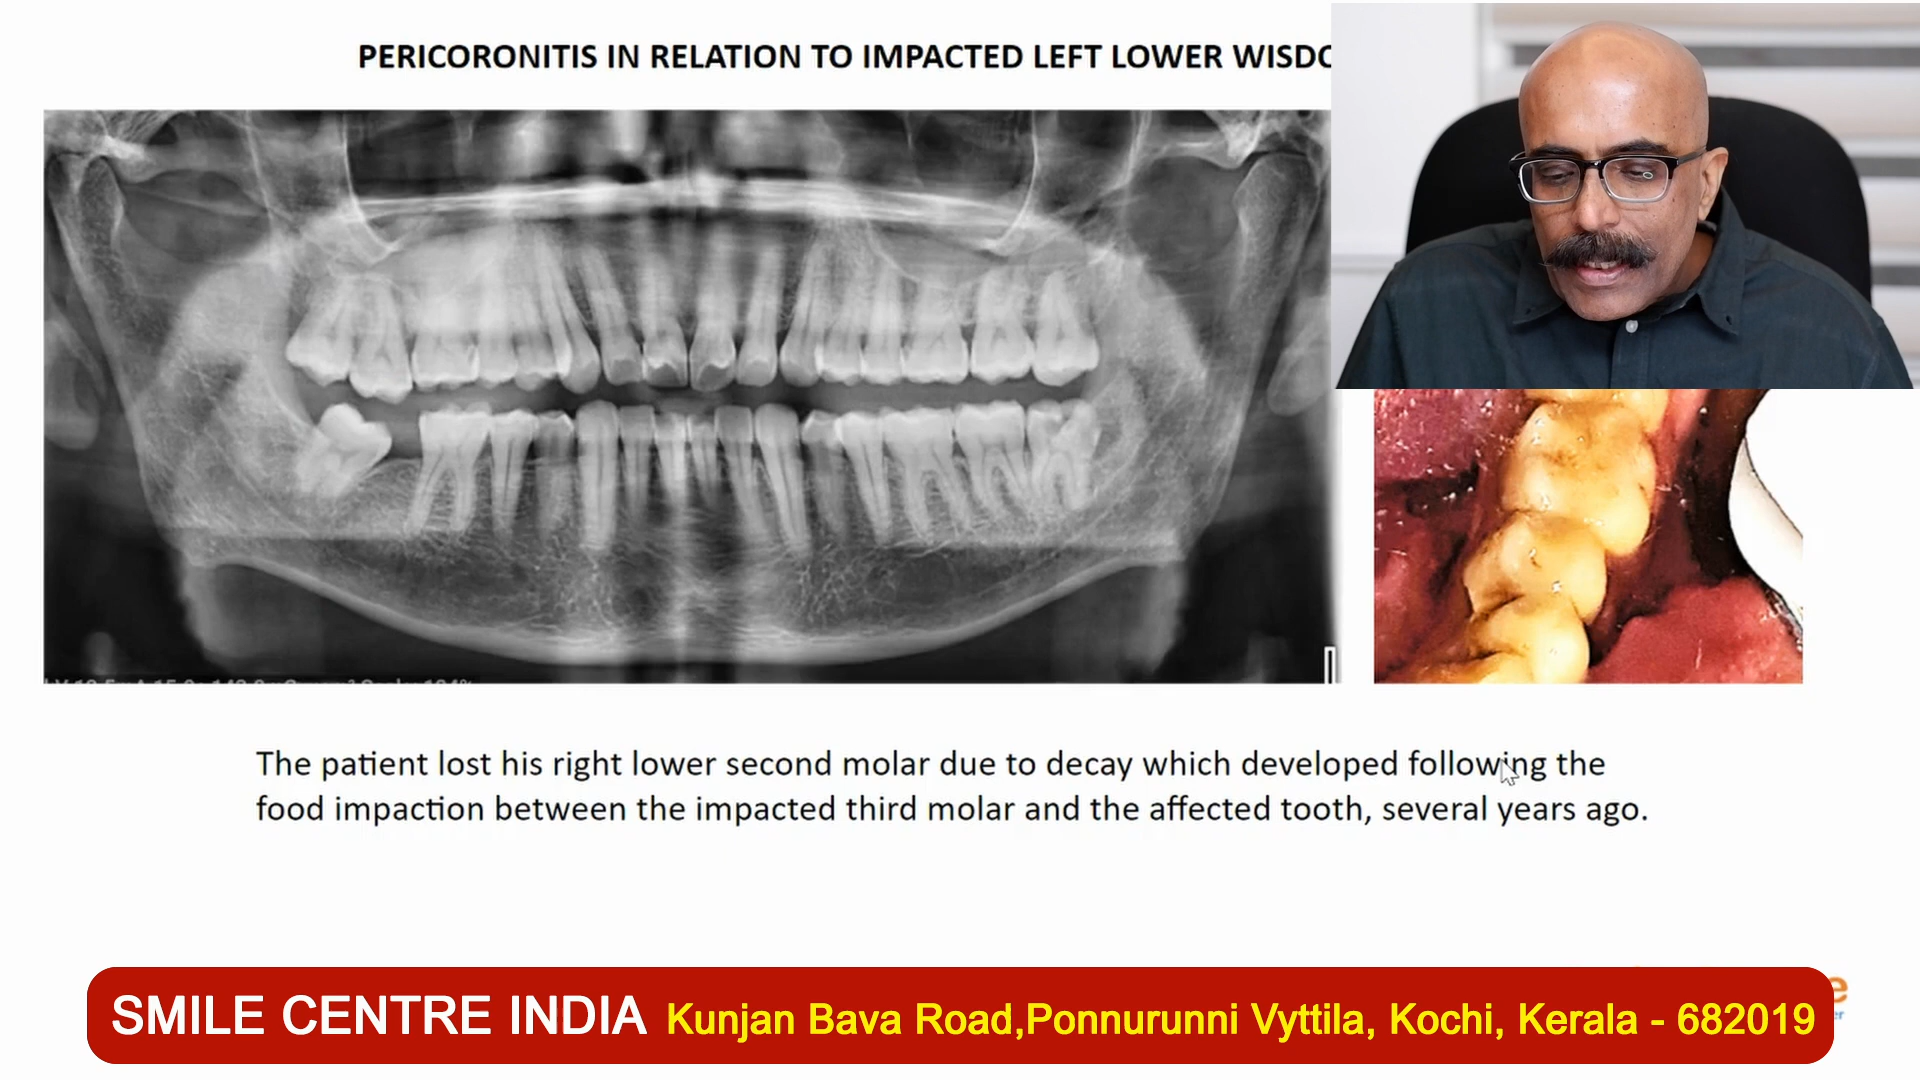 PERICORONITIS IN RELATION TO IMPACTED LEFT LOWER
The patient lost his right lower second molar due to decay which developed following the
food impaction between the impacted third molar and the affected tooth, several years ago.
SMILE CENTRE INDIA Kunjan Bava Road,Ponnurunni Vyttila, Kochi, Kerala - 682019